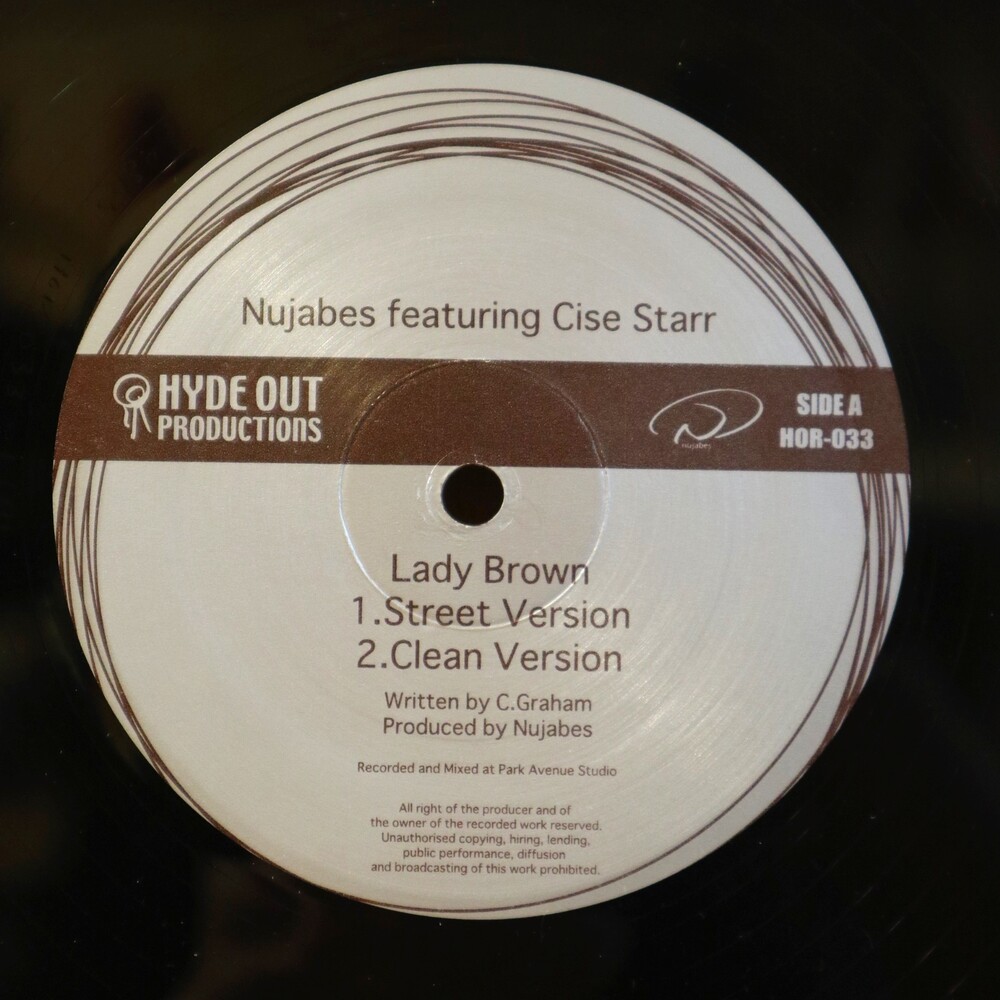 Nujabes featuring Cise Starr
HYDE OUT
PRODUCTIONS
Nujabes
SIDE A
HOR-033
Lady Brown
1.Street Version
2.Clean Version
Written by C.Graham
Produced by Nujabes
Recorded and Mixed at Park Avenue Studio
All right of the producer and of
the owner of the recorded work reserved.
Unauthorised copying, hiring, lending,
public performance, diffusion
and broadcasting of this work prohibited.